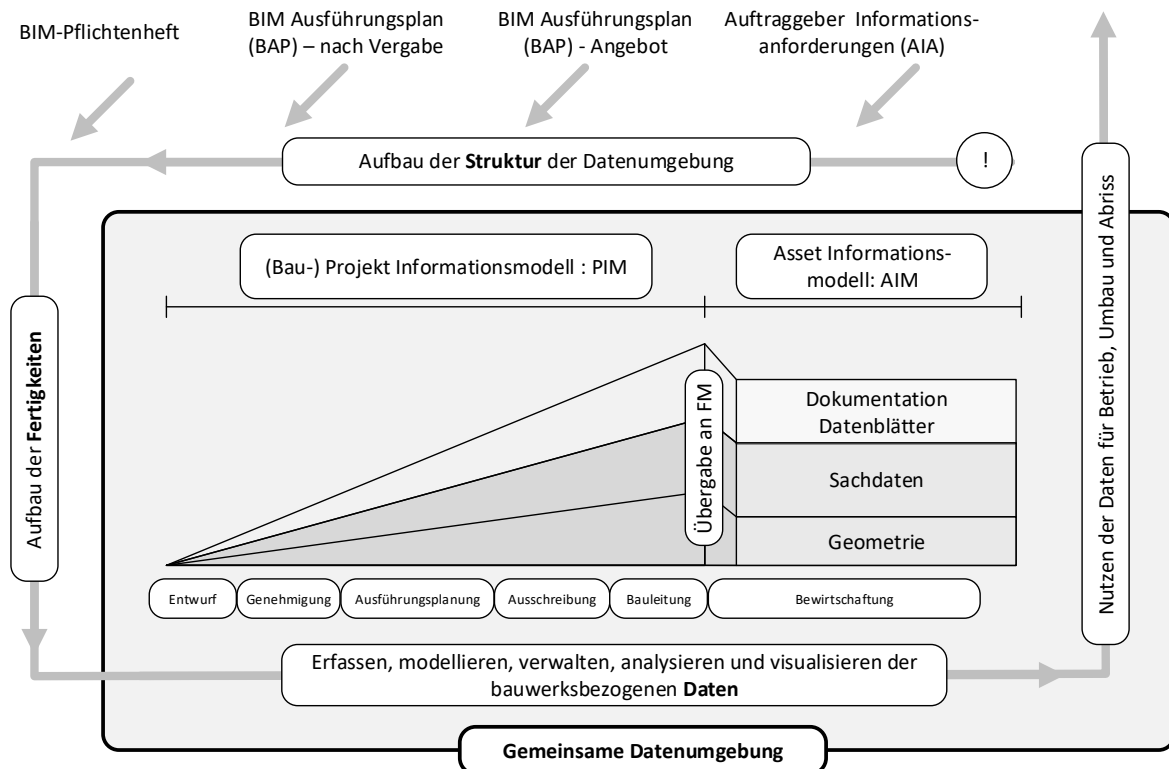 BIM-Pflichtenheft
BIM Ausführungsplan
(BAP) – nach Vergabe
BIM Ausführungsplan
(BAP) - Angebot
Auftraggeber Informations-
anforderungen (AIA)
Aufbau der Struktur der Datenumgebung
!
(Bau-) Projekt Informationsmodell : PIM
Asset Informations-
modell: AIM
Aufbau der Fertigkeiten
Übergabe an FM
Dokumentation
Datenblätter
Sachdaten
Geometrie
Nutzen der Daten für Betrieb, Umbau und Abriss
Entwurf
Genehmigung
Ausführungsplanung
Ausschreibung
Bauleitung
Bewirtschaftung
Erfassen, modellieren, verwalten, analysieren und visualisieren der
bauwerksbezogenen Daten
Gemeinsame Datenumgebung